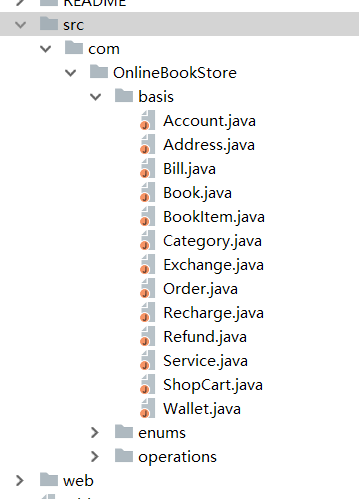 README
src
com
OnlineBookStore
basis
Account.java
Address.java
Bill.java
Book.java
BookItem.java
Category.java
Exchange.java
Order.java
Recharge.java
Refund.java
Service.java
ShopCart.java
Wallet.java
enums
operations
web